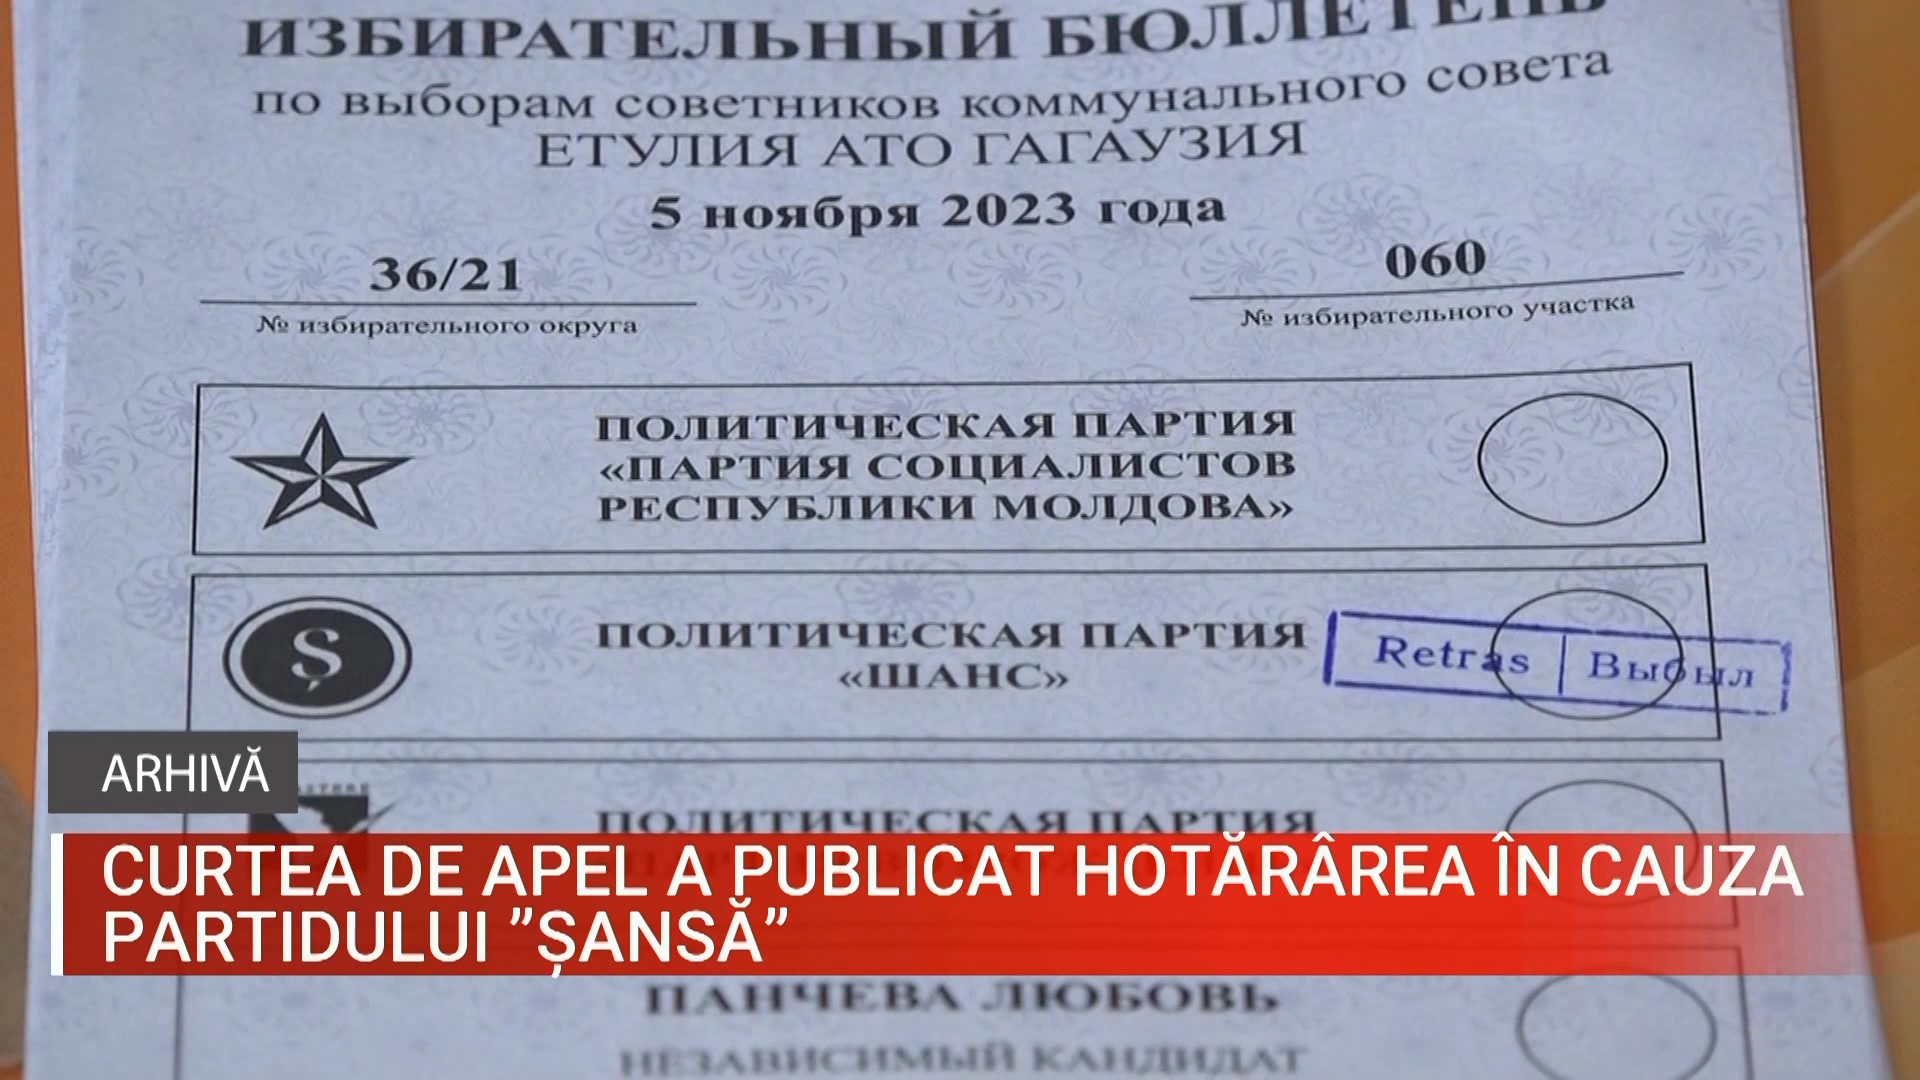 ИЗБИРАТЕЛЬНЫЙ БЮЛЛЕТЕНЬ
по выборам советников коммунального совета
ЕТУЛИЯ АТО ГАГАУЗИЯ
5 ноября 2023 года
36/21
060
№ избирательного округа
№ избирательного участка
ПОЛИТИЧЕСКАЯ ПАРТИЯ
«ПАРТИЯ СОЦИАЛИСТОВ
РЕСПУБЛИКИ МОЛДОВА»
Ș
ПОЛИТИЧЕСКАЯ ПАРТИЯ
«ШАНС»
Retras | Выбыл
ARHIVĂ
ПОЛИТИЧЕСКАЯ ПАРТИЯ
CURTEA DE APEL A PUBLICAT HOTĂRÂREA ÎN CAUZA
PARTIDULUI ”ȘANSĂ”
ПАНЧЕВА ЛЮБОВЬ
НЕЗАВИСИМЫЙ КАНДИДАТ